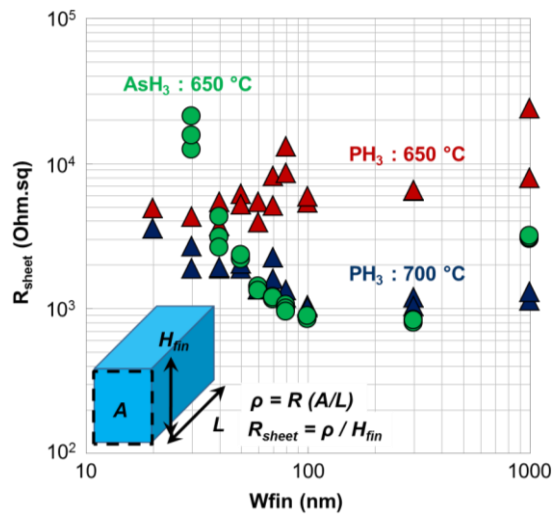 10⁵
AsH₃ : 650 °C
10⁴
PH₃ : 650 °C
R_sheet (Ohm.sq)
PH₃ : 700 °C
10³
H_fin
A
L
ρ = R (A/L)
R_sheet = ρ / H_fin
10²
10 100 1000
Wfin (nm)